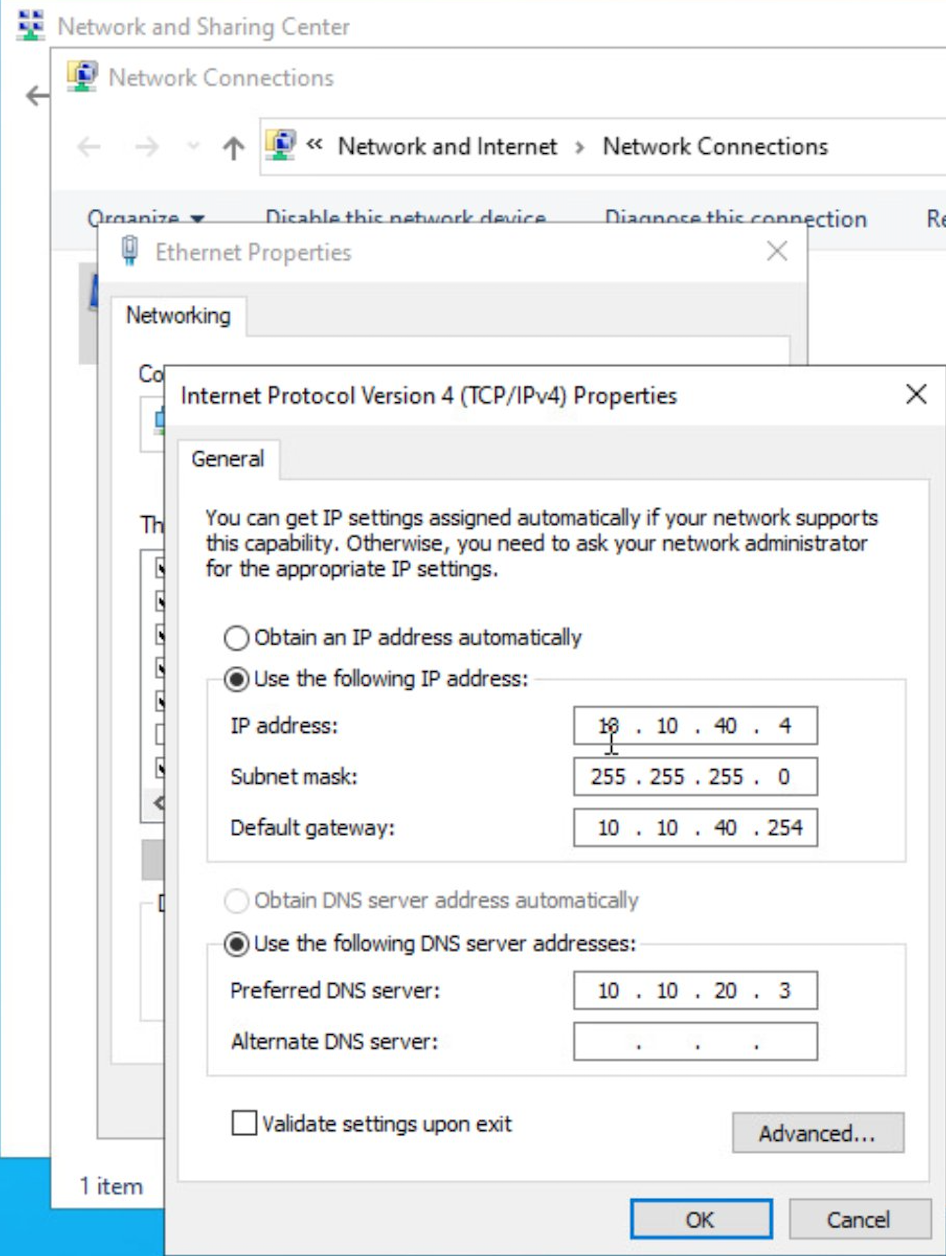 Network and Sharing Center
Network Connections
« Network and Internet › Network Connections
Organize Disable this network device Diagnose this connection Re
Ethernet Properties
Networking
Co
Internet Protocol Version 4 (TCP/IPv4) Properties
General
Th
You can get IP settings assigned automatically if your network supports
this capability. Otherwise, you need to ask your network administrator
for the appropriate IP settings.
Obtain an IP address automatically
Use the following IP address:
IP address: 10 . 10 . 40 . 4
Subnet mask: 255 . 255 . 255 . 0
Default gateway: 10 . 10 . 40 . 254
Obtain DNS server address automatically
Use the following DNS server addresses:
Preferred DNS server: 10 . 10 . 20 . 3
Alternate DNS server: . . .
Validate settings upon exit
Advanced...
1 item
OK Cancel